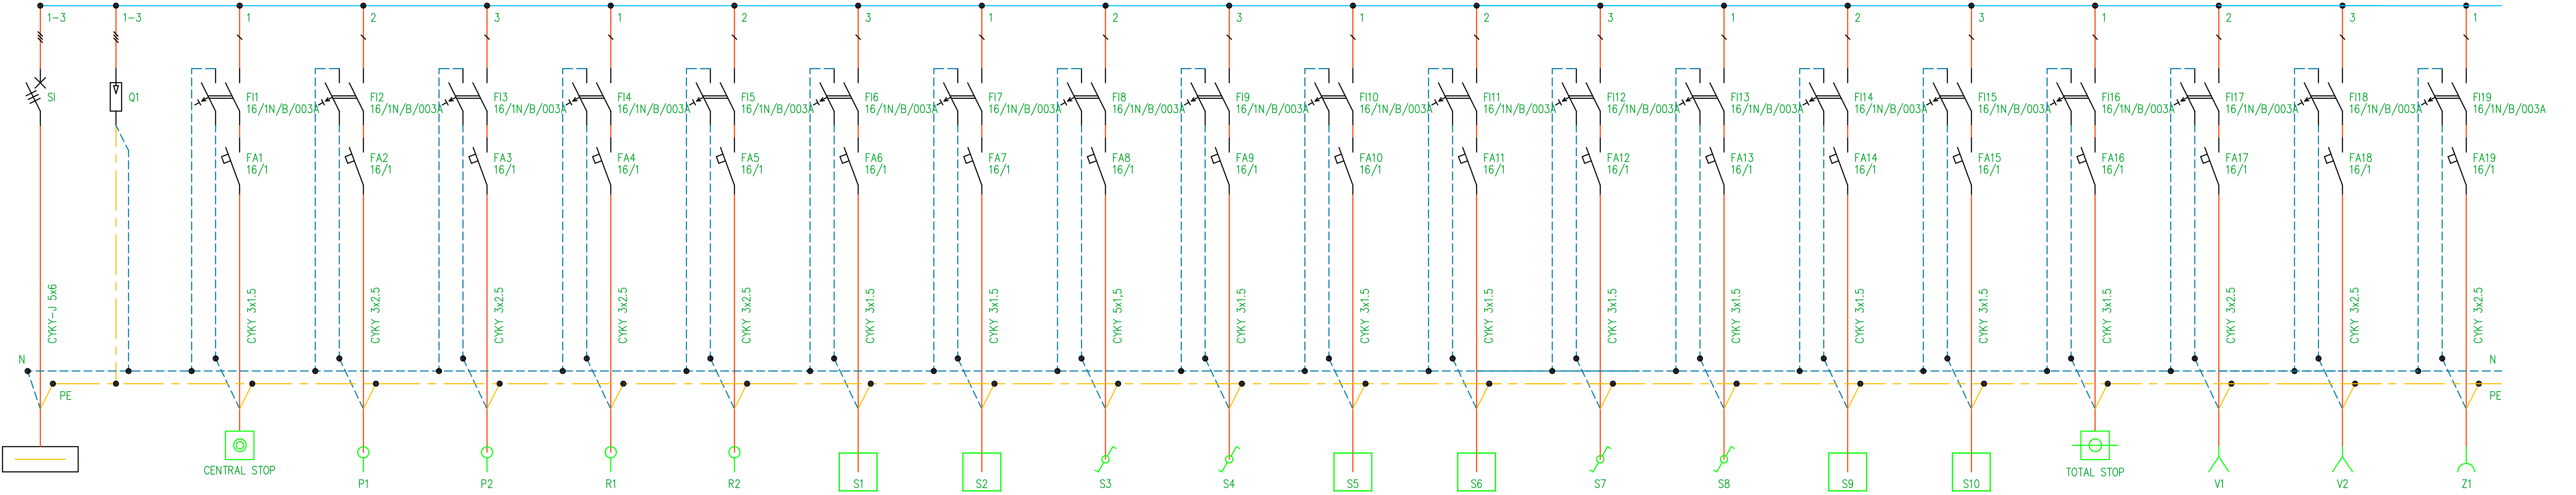 1-3 1-3 1 2 3 1 2 3 1 2 3 1 2 3 1 2 3 1 2 3 1
SI Q1 FI1 FI2 FI3 FI4 FI5 FI6 FI7 FI8 FI9 FI10 FI11 FI12 FI13 FI14 FI15 FI16 FI17 FI18 FI19
16/1N/B/003A 16/1N/B/003A 16/1N/B/003A 16/1N/B/003A 16/1N/B/003A 16/1N/B/003A 16/1N/B/003A 16/1N/B/003A 16/1N/B/003A 16/1N/B/003A 16/1N/B/003A 16/1N/B/003A 16/1N/B/003A 16/1N/B/003A 16/1N/B/003A 16/1N/B/003A 16/1N/B/003A 16/1N/B/003A 16/1N/B/003A
FA1 FA2 FA3 FA4 FA5 FA6 FA7 FA8 FA9 FA10 FA11 FA12 FA13 FA14 FA15 FA16 FA17 FA18 FA19
16/1 16/1 16/1 16/1 16/1 16/1 16/1 16/1 16/1 16/1 16/1 16/1 16/1 16/1 16/1 16/1 16/1 16/1 16/1
CYKY-J 5x6
CYKY 3x1.5
CYKY 3x2.5
CYKY 3x2.5
CYKY 3x2.5
CYKY 3x2.5
CYKY 3x1.5
CYKY 3x1.5
CYKY 5x1,5
CYKY 3x1.5
CYKY 3x1.5
CYKY 3x1.5
CYKY 3x1.5
CYKY 3x1.5
CYKY 3x1.5
CYKY 3x1.5
CYKY 3x1.5
CYKY 3x2.5
CYKY 3x2.5
CYKY 3x2.5
N N
PE PE
CENTRAL STOP TOTAL STOP
P1 P2 R1 R2 S1 S2 S3 S4 S5 S6 S7 S8 S9 S10 V1 V2 Z1